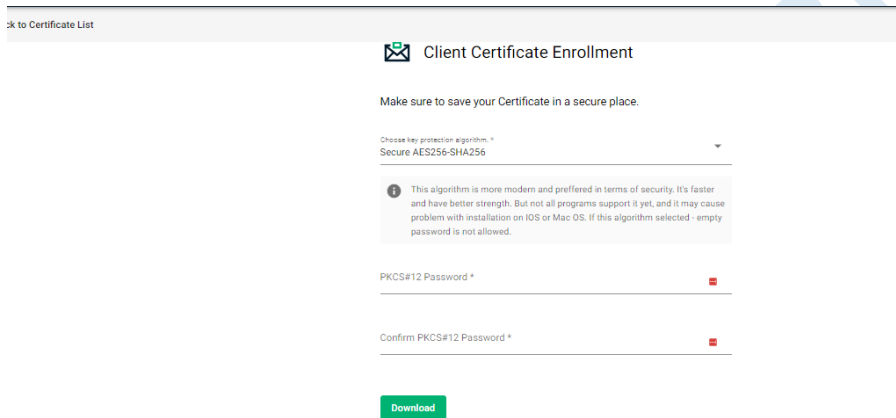 ck to Certificate List
Client Certificate Enrollment
Make sure to save your Certificate in a secure place.
Choose key protection algorithm. *
Secure AES256-SHA256
This algorithm is more modern and preffered in terms of security. It's faster
and have better strength. But not all programs support it yet, and it may cause
problem with installation on IOS or Mac OS. If this algorithm selected - empty
password is not allowed.
PKCS#12 Password *
Confirm PKCS#12 Password *
Download